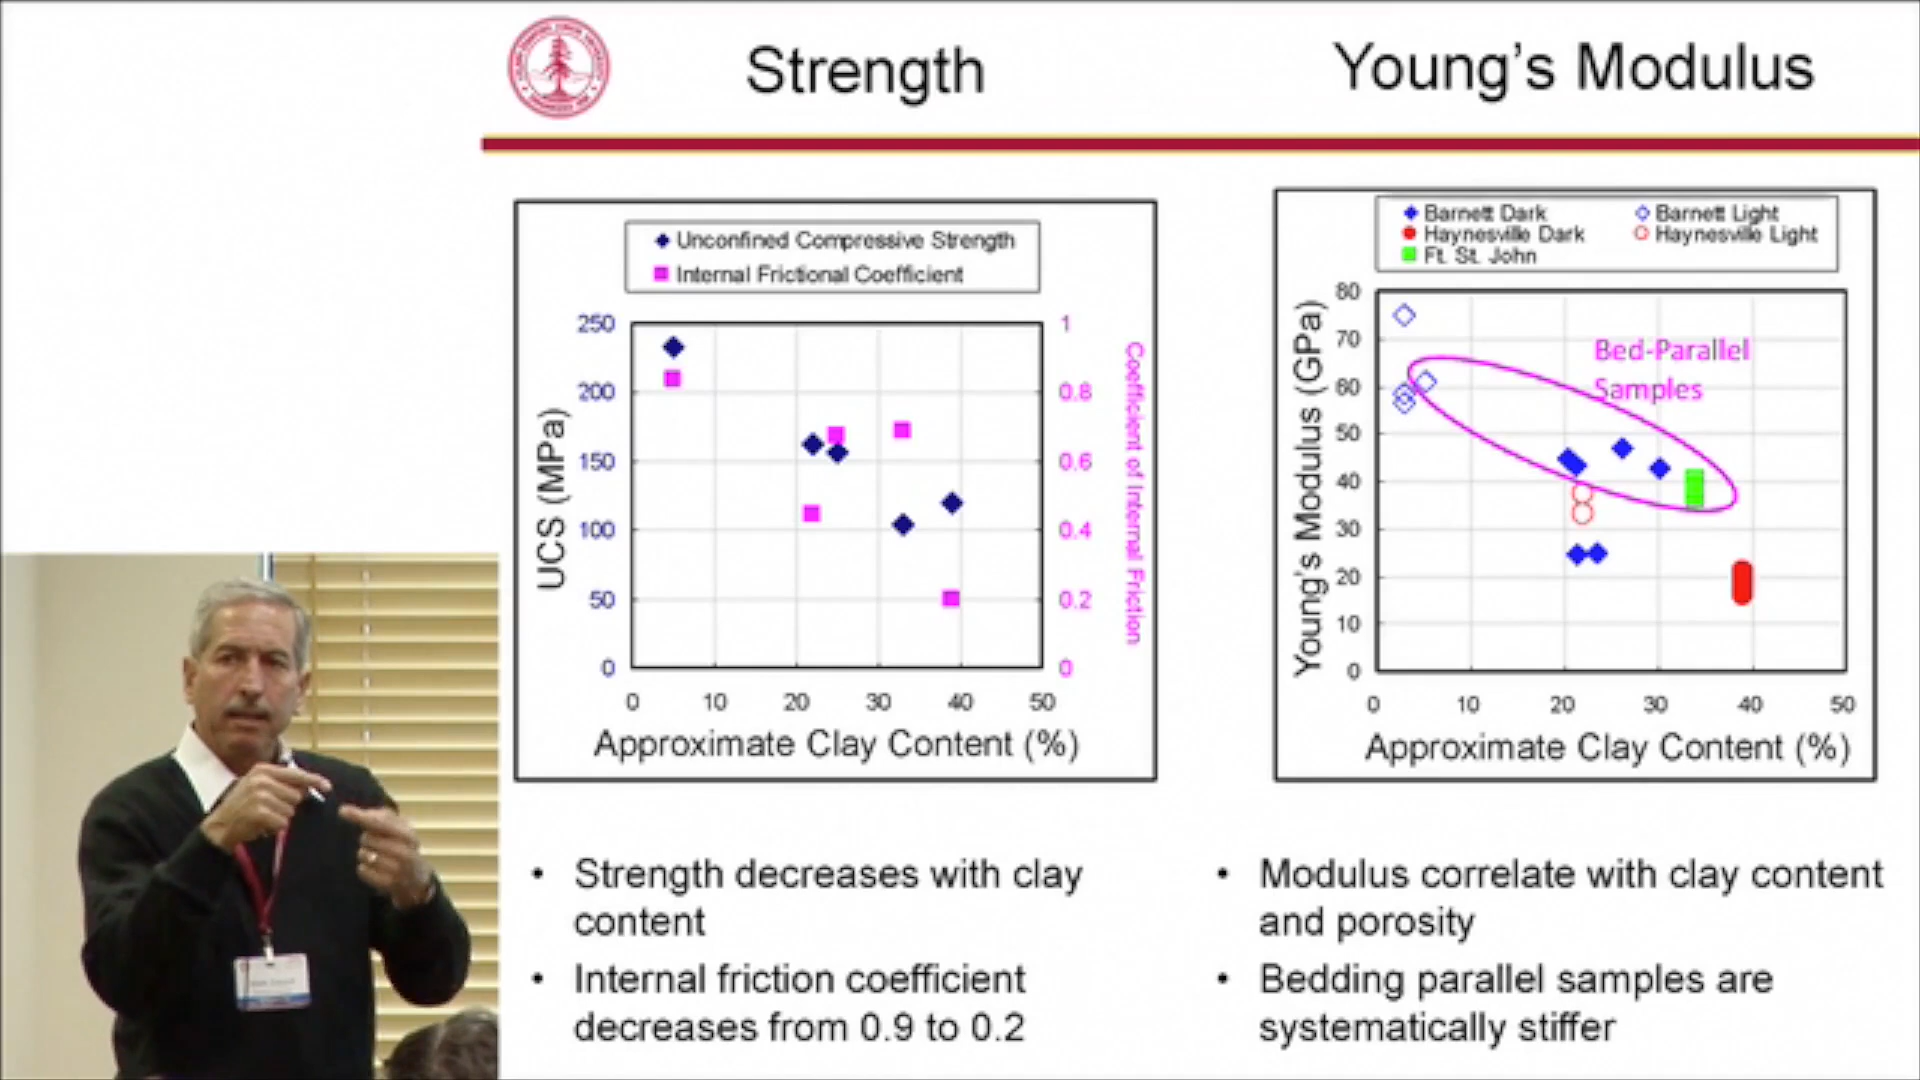 Strength
Young's Modulus
Unconfined Compressive Strength
Internal Frictional Coefficient
250
200
150
100
50
0
UCS (MPa)
1
0.8
0.6
0.4
0.2
0
Coefficient of Internal Friction
0 10 20 30 40 50
Approximate Clay Content (%)
Barnett Dark Barnett Light
Haynesville Dark Haynesville Light
Ft. St. John
80
70
60
50
40
30
20
10
0
Young's Modulus (GPa)
Bed-Parallel
Samples
0 10 20 30 40 50
Approximate Clay Content (%)
• Strength decreases with clay
content
• Internal friction coefficient
decreases from 0.9 to 0.2
• Modulus correlate with clay content
and porosity
• Bedding parallel samples are
systematically stiffer